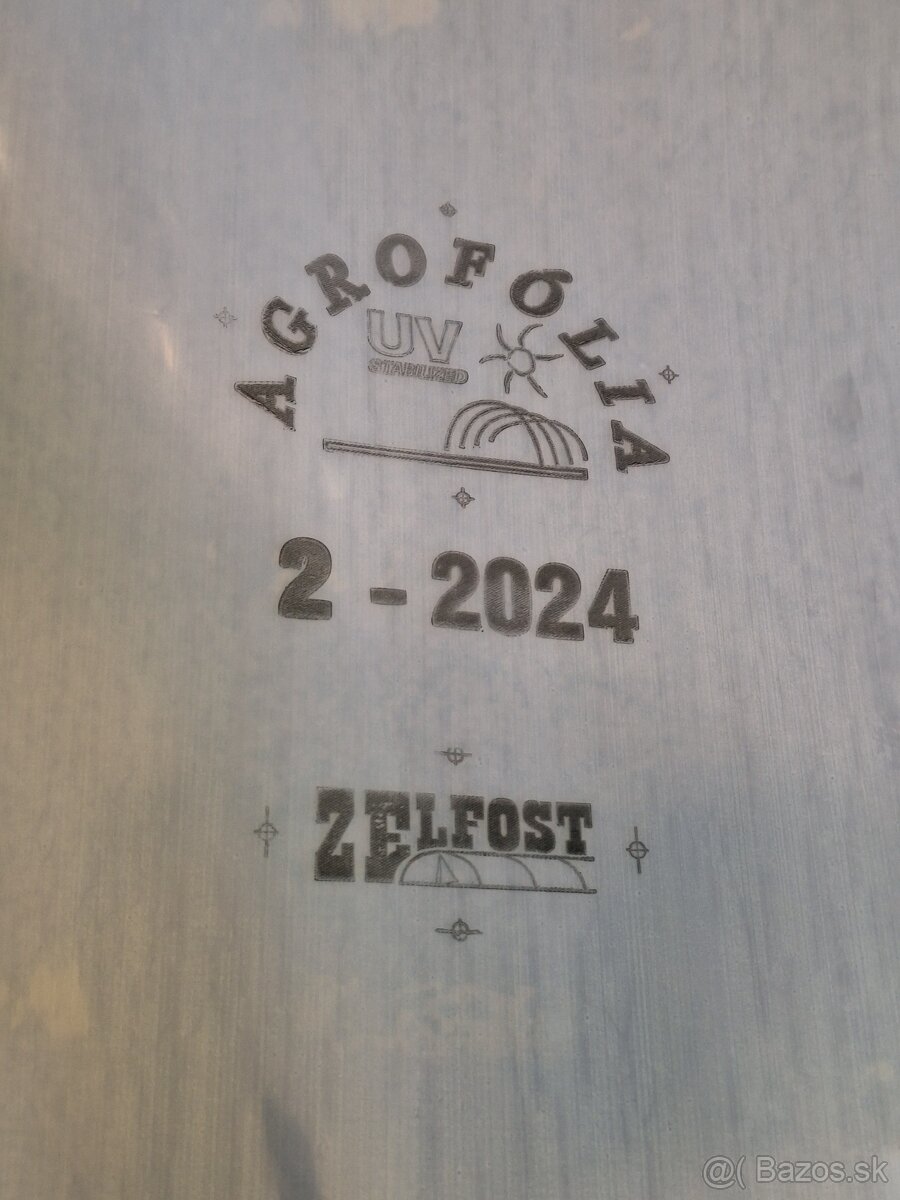 AGROFÓLIA
UV
STABILIZED
2 - 2024
ZELFOST
@( Bazos.sk